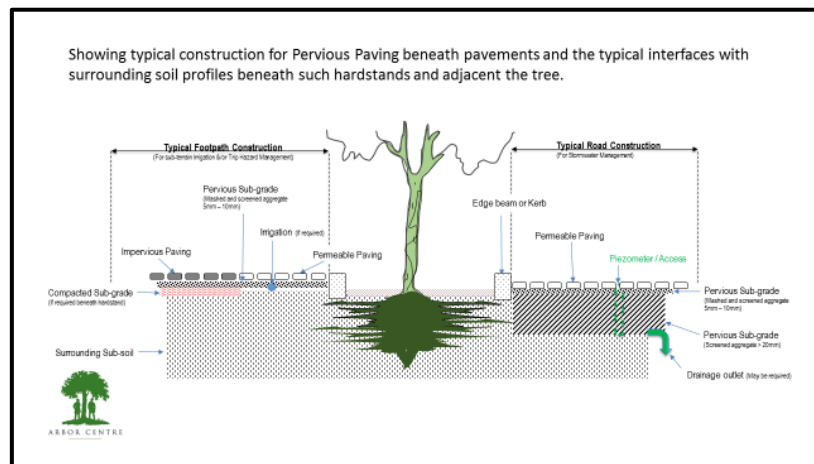 Showing typical construction for Pervious Paving beneath pavements and the typical interfaces with
surrounding soil profiles beneath such hardstands and adjacent the tree.
Typical Footpath Construction
(For sub-terrain Irrigation &/or Trip Hazard Management)
Typical Road Construction
(For Stormwater Management)
Pervious Sub-grade
(Washed and screened aggregate
5mm – 10mm)
Irrigation (If required)
Impervious Paving
Permeable Paving
Compacted Sub-grade
(If required beneath hardstand)
Surrounding Sub-soil
Edge beam or Kerb
Permeable Paving
Piezometer / Access
Pervious Sub-grade
(Washed and screened aggregate
5mm – 10mm)
Pervious Sub-grade
(Screened aggregate > 20mm)
Drainage outlet (May be required)
ARBOR CENTRE